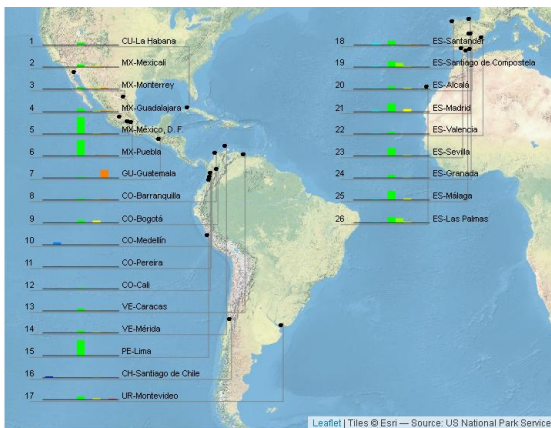 1 CU-La Habana
2 MX-Mexicali
3 MX-Monterrey
4 MX-Guadalajara
5 MX-México, D. F.
6 MX-Puebla
7 GU-Guatemala
8 CO-Barranquilla
9 CO-Bogotá
10 CO-Medellín
11 CO-Pereira
12 CO-Cali
13 VE-Caracas
14 VE-Mérida
15 PE-Lima
16 CH-Santiago de Chile
17 UR-Montevideo
18 ES-Santander
19 ES-Santiago de Compostela
20 ES-Alcalá
21 ES-Madrid
22 ES-Valencia
23 ES-Sevilla
24 ES-Granada
25 ES-Málaga
26 ES-Las Palmas
Leaflet | Tiles © Esri — Source: US National Park Service